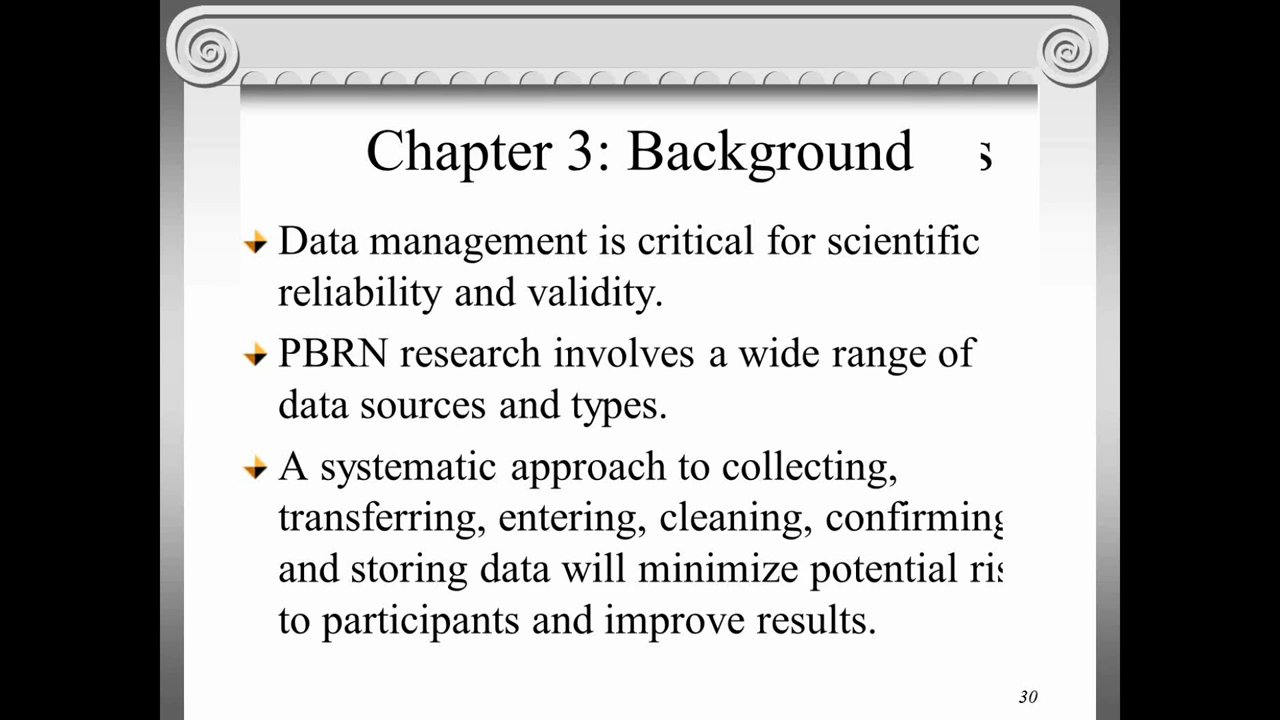 Chapter 3: Background s
Data management is critical for scientific
reliability and validity.
PBRN research involves a wide range of
data sources and types.
A systematic approach to collecting,
transferring, entering, cleaning, confirming
and storing data will minimize potential ris
to participants and improve results.
30